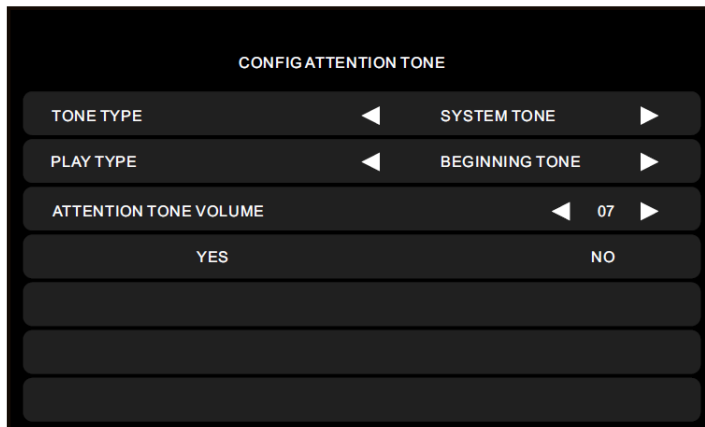 CONFIG ATTENTION TONE
TONE TYPE ◀ SYSTEM TONE ▶
PLAY TYPE ◀ BEGINNING TONE ▶
ATTENTION TONE VOLUME ◀ 07 ▶
YES NO